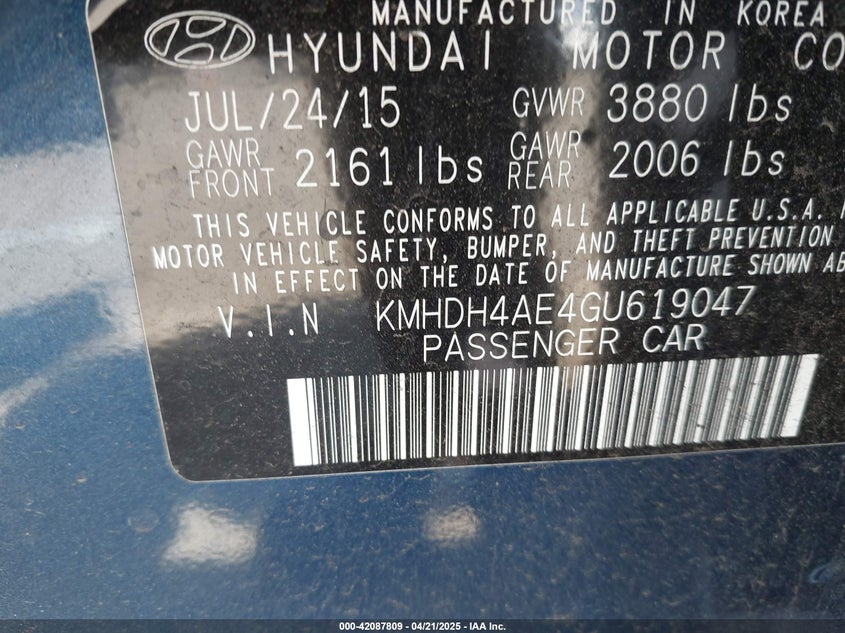 MANUFACTURED IN KOREA
HYUNDAI MOTOR CO
JUL/24/15 GVWR 3880 lbs
GAWR FRONT 2161 lbs GAWR REAR 2006 lbs
THIS VEHICLE CONFORMS TO ALL APPLICABLE U.S.A.
MOTOR VEHICLE SAFETY, BUMPER, AND THEFT PREVENTION
IN EFFECT ON THE DATE OF MANUFACTURE SHOWN AB
V.I.N KMHDH4AE4GU619047
PASSENGER CAR
000-42087809 - 04/21/2025 - IAA Inc.